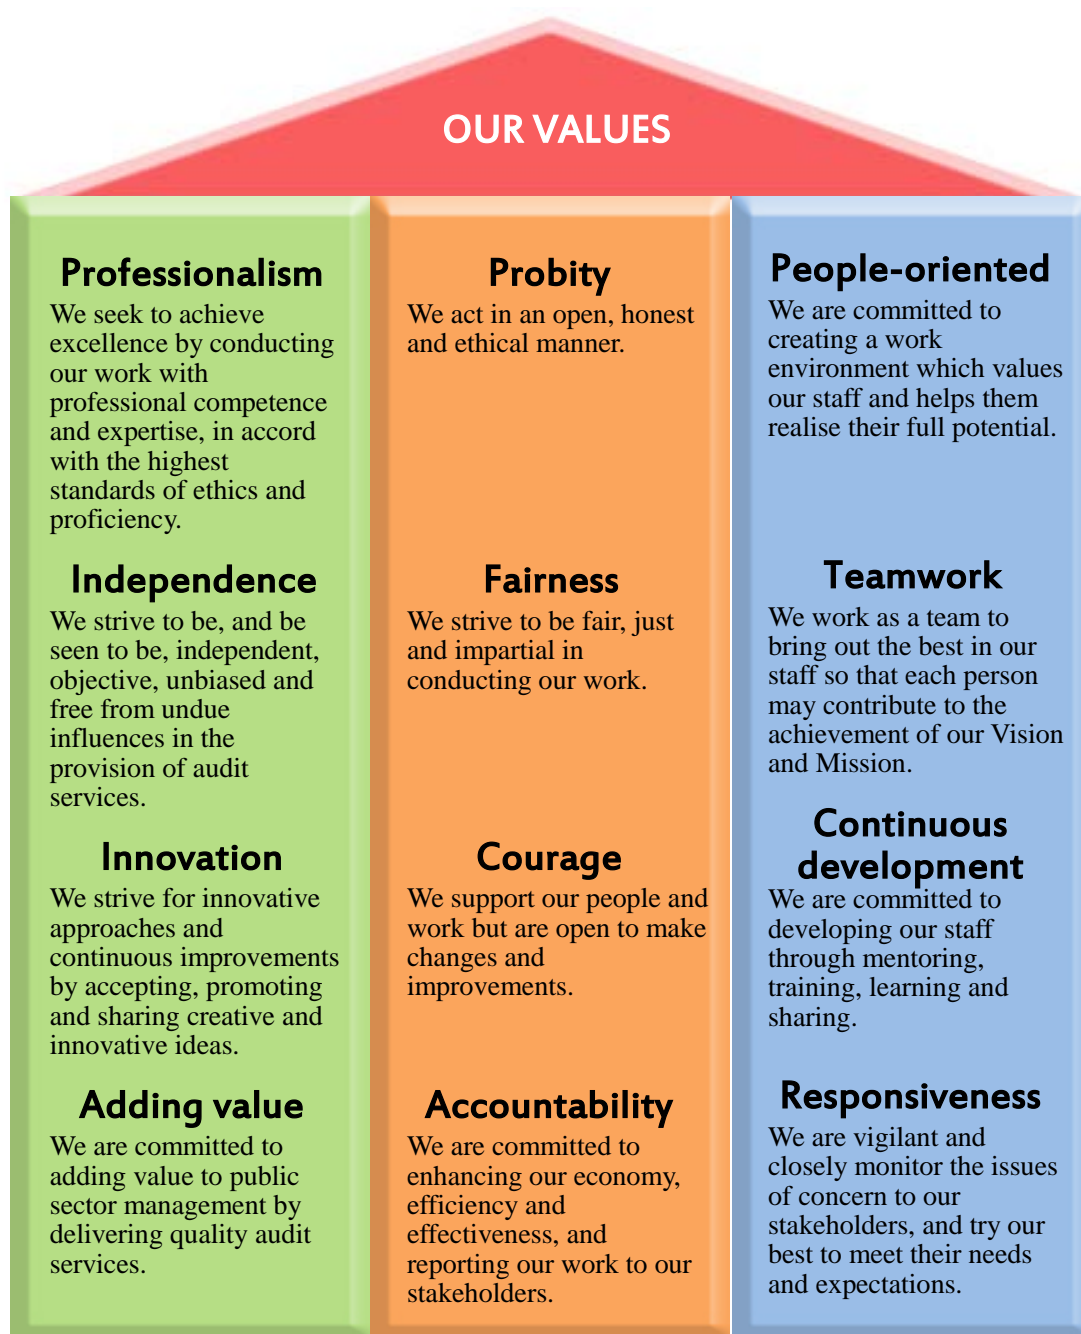 OUR VALUES
Professionalism
We seek to achieve
excellence by conducting
our work with
professional competence
and expertise, in accord
with the highest
standards of ethics and
proficiency.
Independence
We strive to be, and be
seen to be, independent,
objective, unbiased and
free from undue
influences in the
provision of audit
services.
Innovation
We strive for innovative
approaches and
continuous improvements
by accepting, promoting
and sharing creative and
innovative ideas.
Adding value
We are committed to
adding value to public
sector management by
delivering quality audit
services.
Probity
We act in an open, honest
and ethical manner.
Fairness
We strive to be fair, just
and impartial in
conducting our work.
Courage
We support our people and
work but are open to make
changes and
improvements.
Accountability
We are committed to
enhancing our economy,
efficiency and
effectiveness, and
reporting our work to our
stakeholders.
People-oriented
We are committed to
creating a work
environment which values
our staff and helps them
realise their full potential.
Teamwork
We work as a team to
bring out the best in our
staff so that each person
may contribute to the
achievement of our Vision
and Mission.
Continuous
development
We are committed to
developing our staff
through mentoring,
training, learning and
sharing.
Responsiveness
We are vigilant and
closely monitor the issues
of concern to our
stakeholders, and try our
best to meet their needs
and expectations.